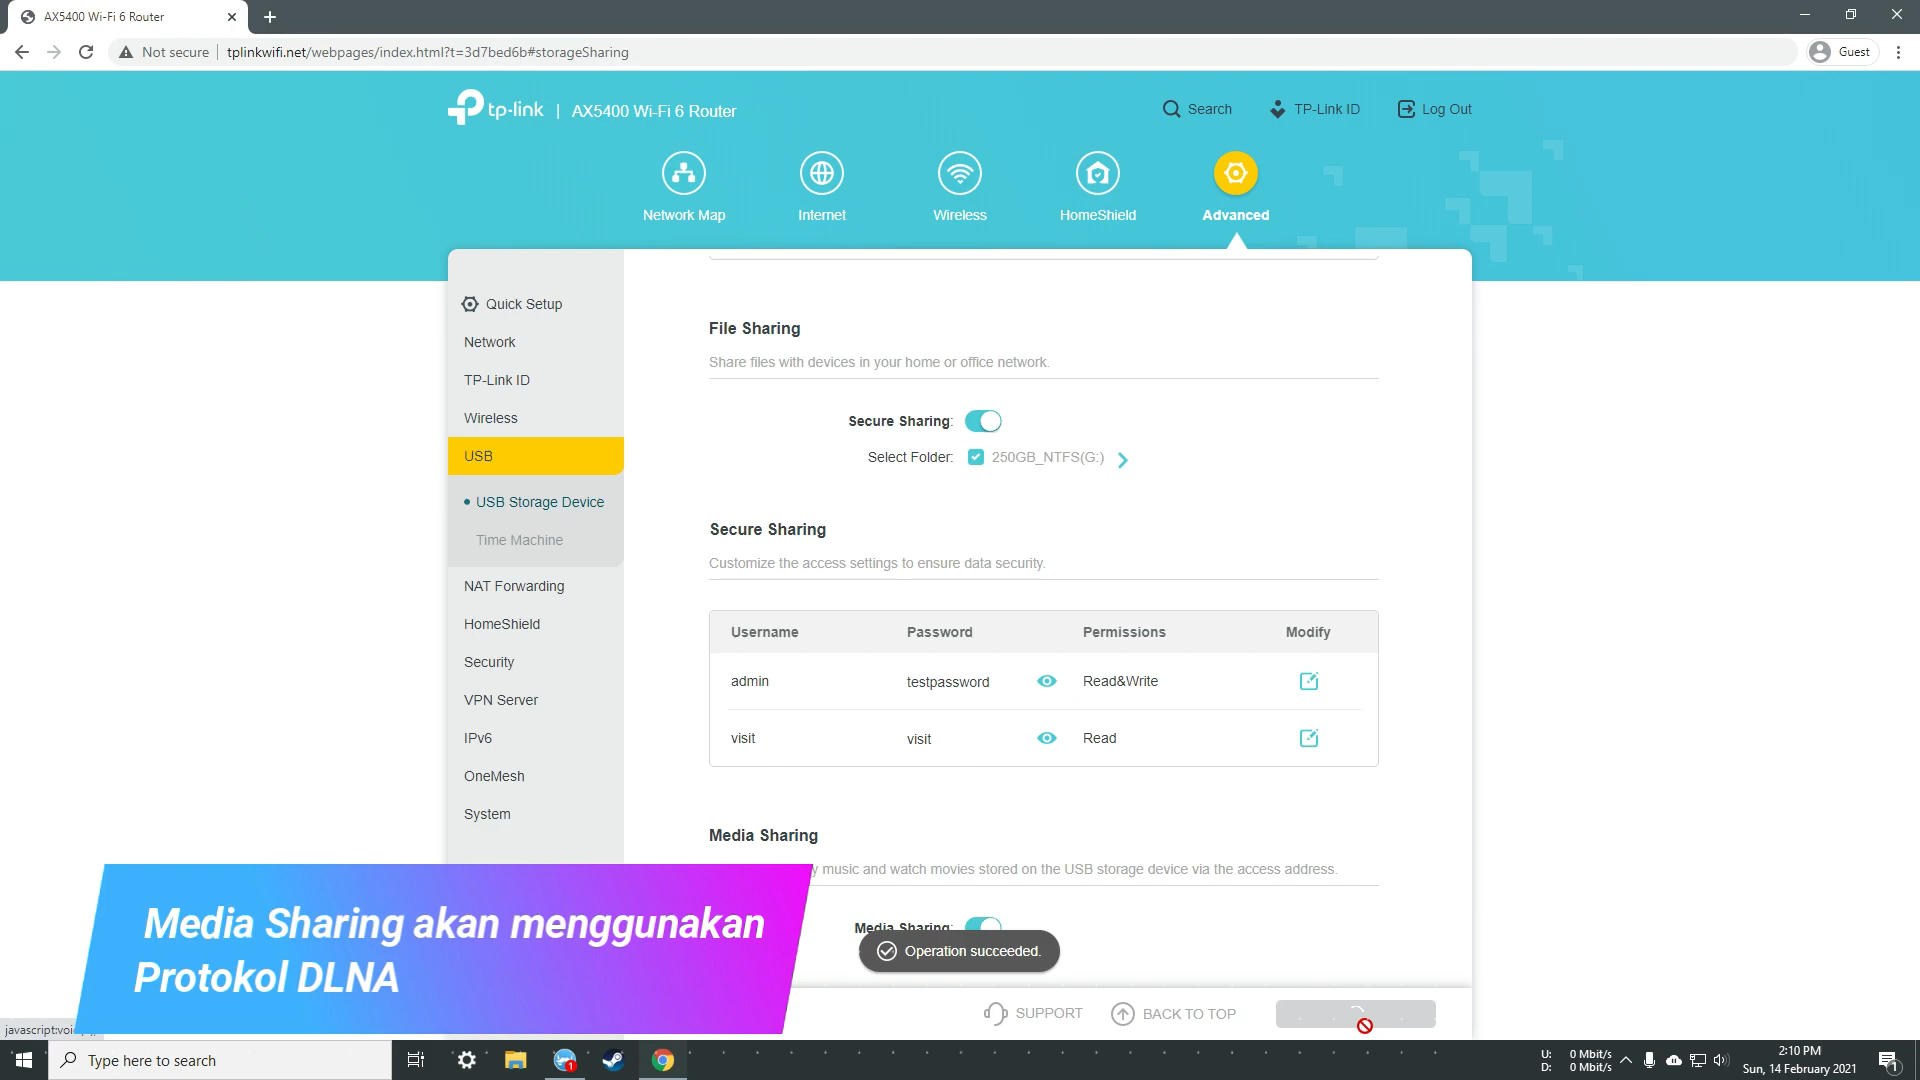 AX5400 Wi-Fi 6 Router
Not secure
tplinkwifi.net/webpages/index.html?t=3d7bed6b#storageSharing
Guest
tp-link | AX5400 Wi-Fi 6 Router
Search
TP-Link ID
Log Out
Network Map
Internet
Wireless
HomeShield
Advanced
Quick Setup
Network
TP-Link ID
Wireless
USB
USB Storage Device
Time Machine
NAT Forwarding
HomeShield
Security
VPN Server
IPv6
OneMesh
System
File Sharing
Share files with devices in your home or office network.
Secure Sharing:
Select Folder: 250GB_NTFS(G:)
Secure Sharing
Customize the access settings to ensure data security.
Username Password Permissions Modify
admin testpassword Read&Write
visit visit Read
Media Sharing
music and watch movies stored on the USB storage device via the access address.
Media Sharing:
Operation succeeded.
Media Sharing akan menggunakan
Protokol DLNA
SUPPORT
BACK TO TOP
Type here to search
U: 0 Mbit/s
D: 0 Mbit/s
2:10 PM
Sun, 14 February 2021
1
1